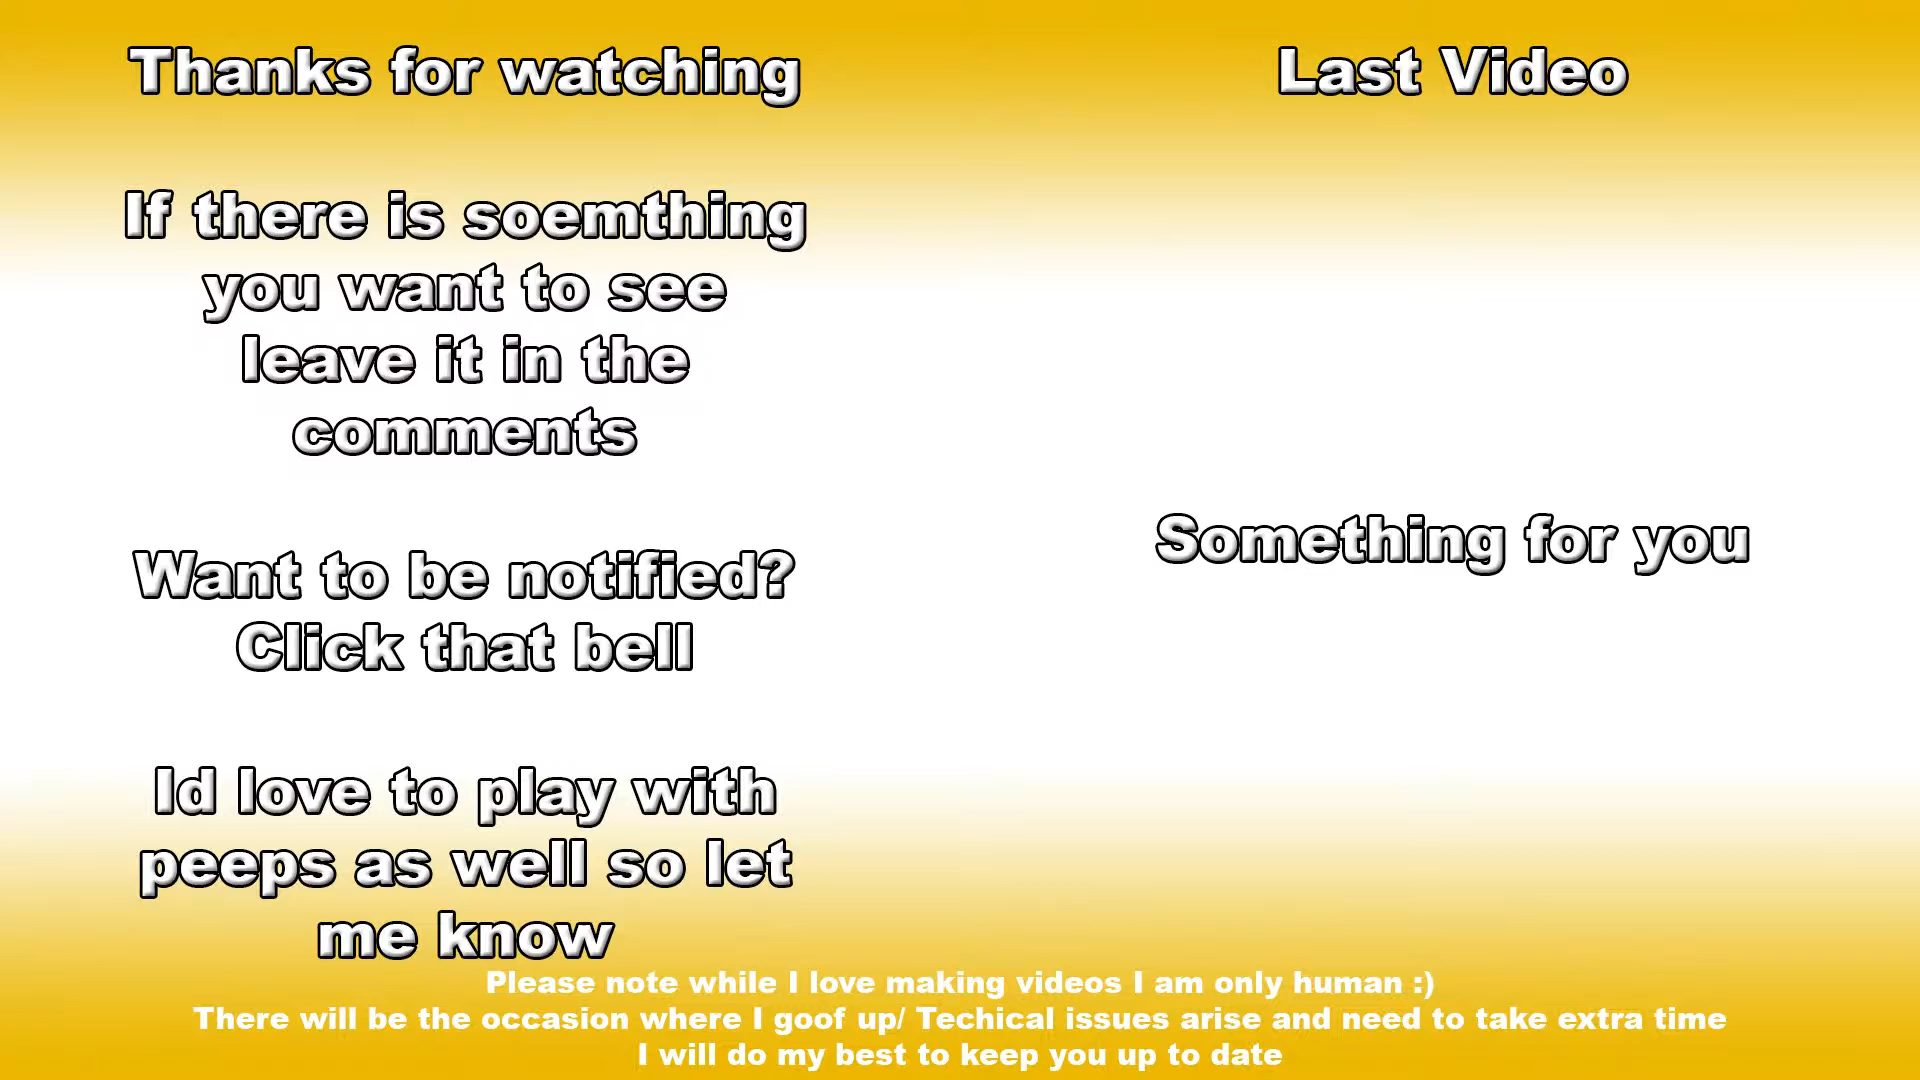 Thanks for watching
If there is soemthing
you want to see
leave it in the
comments
Want to be notified?
Click that bell
Id love to play with
peeps as well so let
me know
Last Video
Something for you
Please note while I love making videos I am only human :)
There will be the occasion where I goof up/ Techical issues arise and need to take extra time
I will do my best to keep you up to date